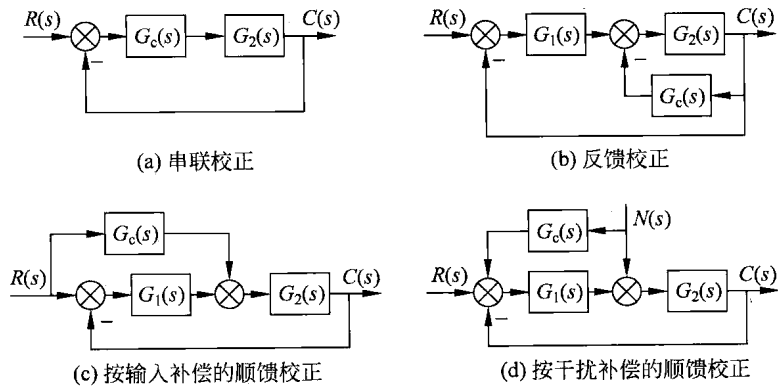 R(s) G_c(s) G_2(s) C(s)
−
(a) 串联校正
R(s) G_1(s) G_2(s) C(s)
− −
G_c(s)
(b) 反馈校正
G_c(s)
R(s) G_1(s) G_2(s) C(s)
−
(c) 按输入补偿的顺馈校正
N(s)
G_c(s)
R(s) G_1(s) G_2(s) C(s)
−
(d) 按干扰补偿的顺馈校正